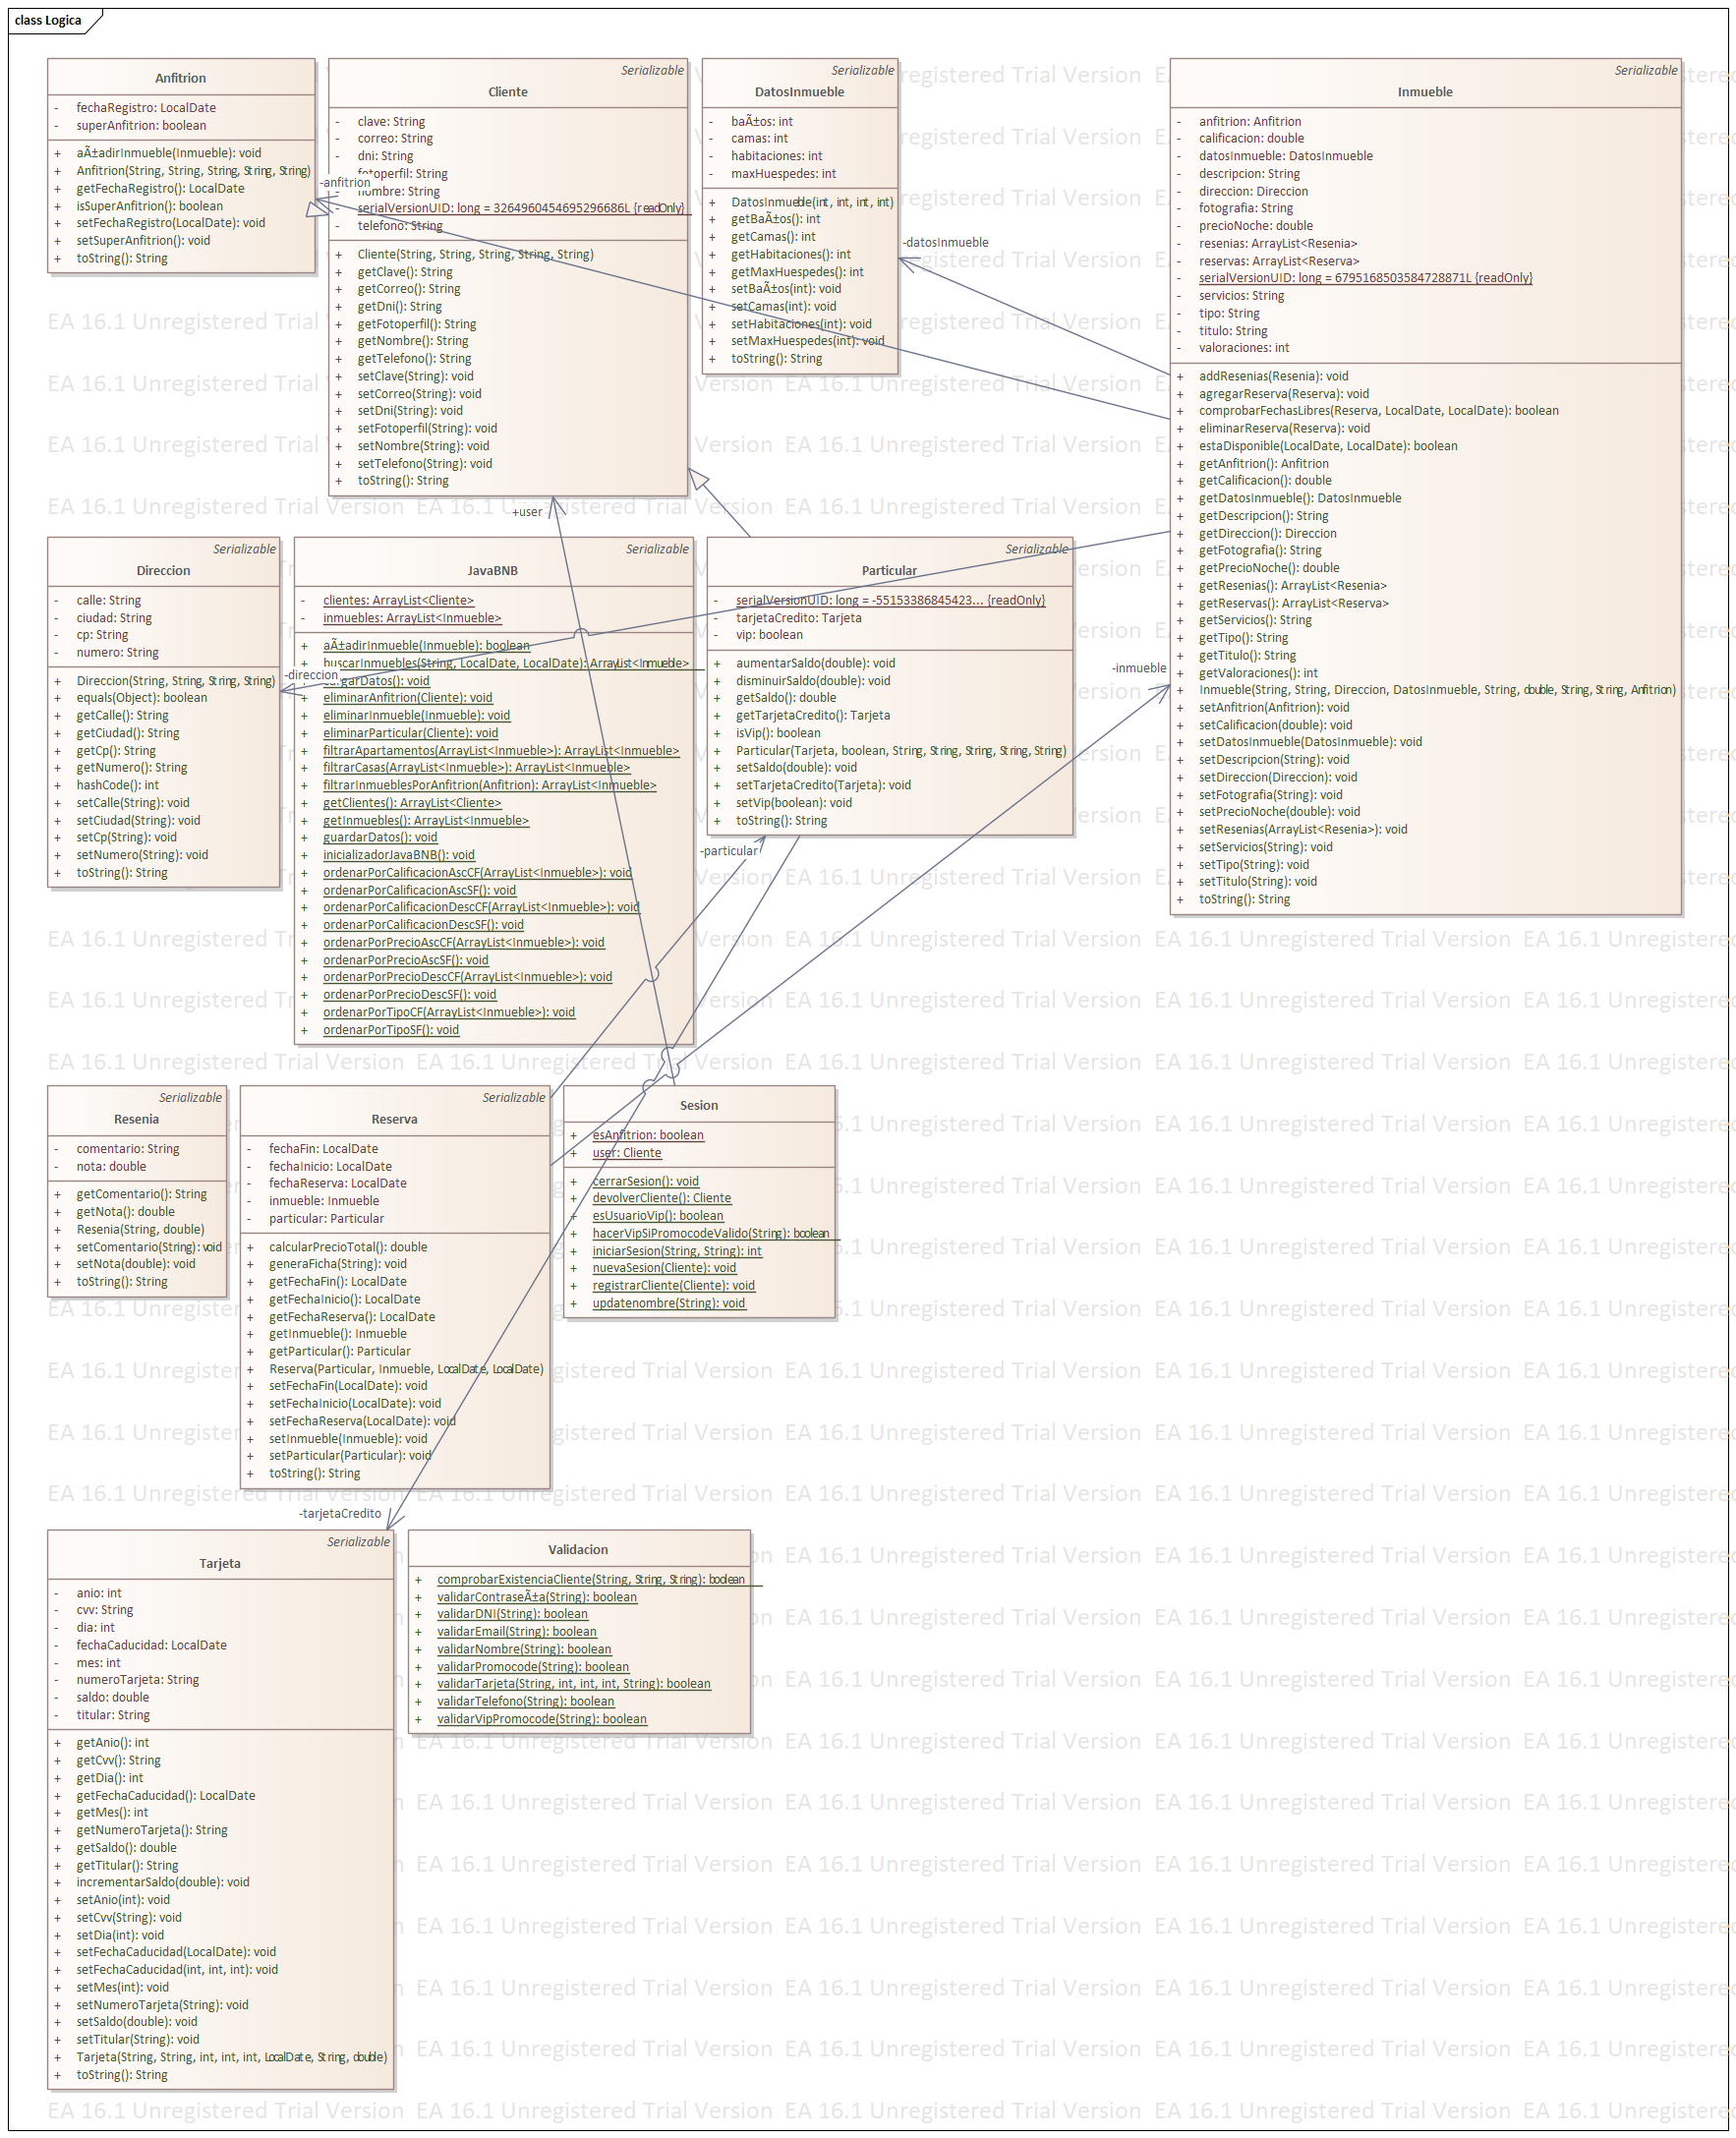 class Logica
Anfitrion
- fechaRegistro: LocalDate
- superAnfitrion: boolean
+ aÃ±adirInmueble(Inmueble): void
+ Anfitrion(String, String, String, String, String)
+ getFechaRegistro(): LocalDate
+ isSuperAnfitrion(): boolean
+ setFechaRegistro(LocalDate): void
+ setSuperAnfitrion(): void
+ toString(): String
Serializable
Cliente
- clave: String
- correo: String
- dni: String
- fotoperfil: String
- nombre: String
- serialVersionUID: long = 3264960454695296686L {readOnly}
- telefono: String
+ Cliente(String, String, String, String, String)
+ getClave(): String
+ getCorreo(): String
+ getDni(): String
+ getFotoperfil(): String
+ getNombre(): String
+ getTelefono(): String
+ setClave(String): void
+ setCorreo(String): void
+ setDni(String): void
+ setFotoperfil(String): void
+ setNombre(String): void
+ setTelefono(String): void
+ toString(): String
Serializable
DatosInmueble
- baÃ±os: int
- camas: int
- habitaciones: int
- maxHuespedes: int
+ DatosInmueble(int, int, int, int)
+ getBaÃ±os(): int
+ getCamas(): int
+ getHabitaciones(): int
+ getMaxHuespedes(): int
+ setBaÃ±os(int): void
+ setCamas(int): void
+ setHabitaciones(int): void
+ setMaxHuespedes(int): void
+ toString(): String
Serializable
Inmueble
- anfitrion: Anfitrion
- calificacion: double
- datosInmueble: DatosInmueble
- descripcion: String
- direccion: Direccion
- fotografia: String
- precioNoche: double
- resenias: ArrayList<Resenia>
- reservas: ArrayList<Reserva>
- serialVersionUID: long = 6795168503584728871L {readOnly}
- servicios: String
- tipo: String
- titulo: String
- valoraciones: int
+ addResenias(Resenia): void
+ agregarReserva(Reserva): void
+ comprobarFechasLibres(Reserva, LocalDate, LocalDate): boolean
+ eliminarReserva(Reserva): void
+ estaDisponible(LocalDate, LocalDate): boolean
+ getAnfitrion(): Anfitrion
+ getCalificacion(): double
+ getDatosInmueble(): DatosInmueble
+ getDescripcion(): String
+ getDireccion(): Direccion
+ getFotografia(): String
+ getPrecioNoche(): double
+ getResenias(): ArrayList<Resenia>
+ getReservas(): ArrayList<Reserva>
+ getServicios(): String
+ getTipo(): String
+ getTitulo(): String
+ getValoraciones(): int
+ Inmueble(String, String, Direccion, DatosInmueble, String, double, String, String, Anfitrion)
+ setAnfitrion(Anfitrion): void
+ setCalificacion(double): void
+ setDatosInmueble(DatosInmueble): void
+ setDescripcion(String): void
+ setDireccion(Direccion): void
+ setFotografia(String): void
+ setPrecioNoche(double): void
+ setResenias(ArrayList<Resenia>): void
+ setServicios(String): void
+ setTipo(String): void
+ setTitulo(String): void
+ toString(): String
-anfitrion
-datosInmueble
+user
-direccion
-inmueble
-particular
-tarjetaCredito
Serializable
Direccion
- calle: String
- ciudad: String
- cp: String
- numero: String
+ Direccion(String, String, String, String)
+ equals(Object): boolean
+ getCalle(): String
+ getCiudad(): String
+ getCp(): String
+ getNumero(): String
+ hashCode(): int
+ setCalle(String): void
+ setCiudad(String): void
+ setCp(String): void
+ setNumero(String): void
+ toString(): String
Serializable
JavaBNB
- clientes: ArrayList<Cliente>
- inmuebles: ArrayList<Inmueble>
+ aÃ±adirInmueble(Inmueble): boolean
+ buscarInmuebles(String, LocalDate, LocalDate): ArrayList<Inmueble>
+ cargarDatos(): void
+ eliminarAnfitrion(Cliente): void
+ eliminarInmueble(Inmueble): void
+ eliminarParticular(Cliente): void
+ filtrarApartamentos(ArrayList<Inmueble>): ArrayList<Inmueble>
+ filtrarCasas(ArrayList<Inmueble>): ArrayList<Inmueble>
+ filtrarInmueblesPorAnfitrion(Anfitrion): ArrayList<Inmueble>
+ getClientes(): ArrayList<Cliente>
+ getInmuebles(): ArrayList<Inmueble>
+ guardarDatos(): void
+ inicializadorJavaBNB(): void
+ ordenarPorCalificacionAscCF(ArrayList<Inmueble>): void
+ ordenarPorCalificacionAscSF(): void
+ ordenarPorCalificacionDescCF(ArrayList<Inmueble>): void
+ ordenarPorCalificacionDescSF(): void
+ ordenarPorPrecioAscCF(ArrayList<Inmueble>): void
+ ordenarPorPrecioAscSF(): void
+ ordenarPorPrecioDescCF(ArrayList<Inmueble>): void
+ ordenarPorPrecioDescSF(): void
+ ordenarPorTipoCF(ArrayList<Inmueble>): void
+ ordenarPorTipoSF(): void
Serializable
Particular
- serialVersionUID: long = -55153386845423... {readOnly}
- tarjetaCredito: Tarjeta
- vip: boolean
+ aumentarSaldo(double): void
+ disminuirSaldo(double): void
+ getSaldo(): double
+ getTarjetaCredito(): Tarjeta
+ isVip(): boolean
+ Particular(Tarjeta, boolean, String, String, String, String, String)
+ setSaldo(double): void
+ setTarjetaCredito(Tarjeta): void
+ setVip(boolean): void
+ toString(): String
Serializable
Resenia
- comentario: String
- nota: double
+ getComentario(): String
+ getNota(): double
+ Resenia(String, double)
+ setComentario(String): void
+ setNota(double): void
+ toString(): String
Serializable
Reserva
- fechaFin: LocalDate
- fechaInicio: LocalDate
- fechaReserva: LocalDate
- inmueble: Inmueble
- particular: Particular
+ calcularPrecioTotal(): double
+ generaFicha(String): void
+ getFechaFin(): LocalDate
+ getFechaInicio(): LocalDate
+ getFechaReserva(): LocalDate
+ getInmueble(): Inmueble
+ getParticular(): Particular
+ Reserva(Particular, Inmueble, LocalDate, LocalDate)
+ setFechaFin(LocalDate): void
+ setFechaInicio(LocalDate): void
+ setFechaReserva(LocalDate): void
+ setInmueble(Inmueble): void
+ setParticular(Particular): void
+ toString(): String
Sesion
+ esAnfitrion: boolean
+ user: Cliente
+ cerrarSesion(): void
+ devolverCliente(): Cliente
+ esUsuarioVip(): boolean
+ hacerVipSiPromocodeValido(String): boolean
+ iniciarSesion(String, String): int
+ nuevaSesion(Cliente): void
+ registrarCliente(Cliente): void
+ updatenombre(String): void
Serializable
Tarjeta
- anio: int
- cvv: String
- dia: int
- fechaCaducidad: LocalDate
- mes: int
- numeroTarjeta: String
- saldo: double
- titular: String
+ getAnio(): int
+ getCvv(): String
+ getDia(): int
+ getFechaCaducidad(): LocalDate
+ getMes(): int
+ getNumeroTarjeta(): String
+ getSaldo(): double
+ getTitular(): String
+ incrementarSaldo(double): void
+ setAnio(int): void
+ setCvv(String): void
+ setDia(int): void
+ setFechaCaducidad(LocalDate): void
+ setFechaCaducidad(int, int, int): void
+ setMes(int): void
+ setNumeroTarjeta(String): void
+ setSaldo(double): void
+ setTitular(String): void
+ Tarjeta(String, String, int, int, int, LocalDate, String, double)
+ toString(): String
Validacion
+ comprobarExistenciaCliente(String, String, String): boolean
+ validarContraseÃ±a(String): boolean
+ validarDNI(String): boolean
+ validarEmail(String): boolean
+ validarNombre(String): boolean
+ validarPromocode(String): boolean
+ validarTarjeta(String, int, int, int, String): boolean
+ validarTelefono(String): boolean
+ validarVipPromocode(String): boolean
EA 16.1 Unregistered Trial Version